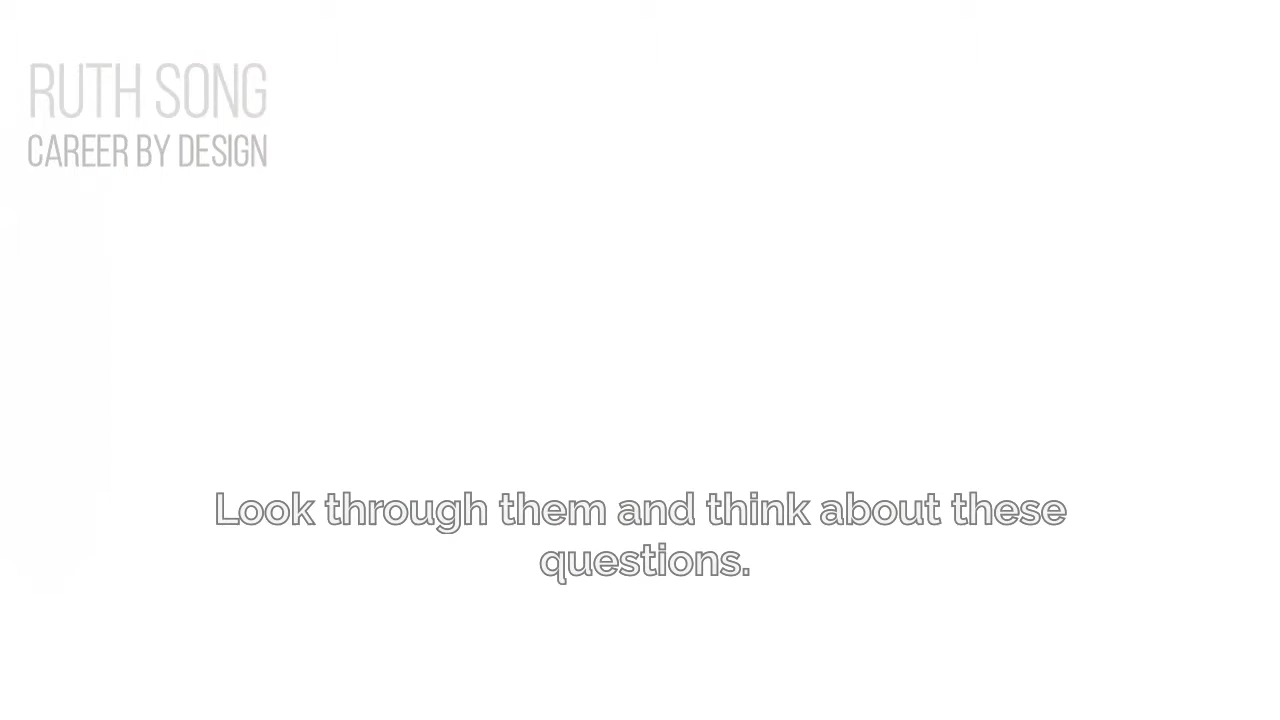 RUTH SONG
CAREER BY DESIGN
Look through them and think about these
questions.